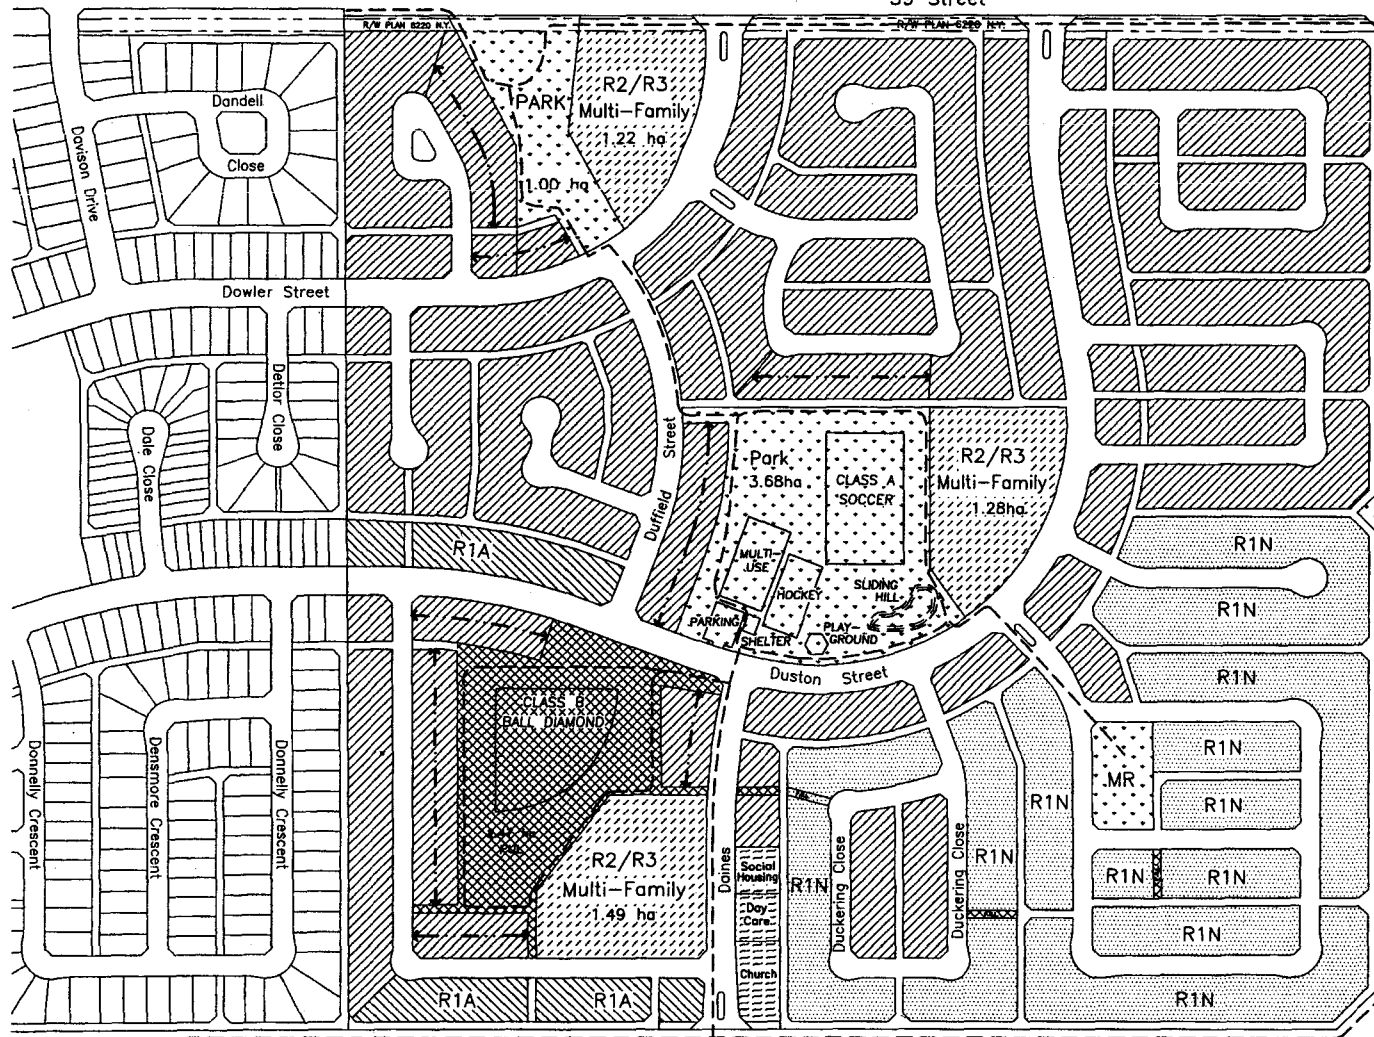 39 Street
R/W PLAN 6220 N.Y.
R/W PLAN 6220 N.Y.
R2/R3
Multi-Family
1.22 ha
PARK
1.00 ha
Dandell
Close
Davison Drive
Dowler Street
Detlor Close
Dale Close
Duffield Street
Park
3.68ha
CLASS A
SOCCER
R2/R3
Multi-Family
1.28ha
MULTI-
USE
HOCKEY
SLIDING
HILL
PARKING
SHELTER
PLAY-
GROUND
R1A
R1N
R1N
R1N
Duston Street
CLASS B
BALL DIAMOND
R1N
MR
R1N
R1N
R1N
R1N
R1N
R1N
R1N
R1N
R1N
Donnelly Crescent
Densmore Crescent
Donnelly Crescent
R2/R3
Multi-Family
1.49 ha
Daines
Social
Housing
Day
Care
Church
Duckering Close
Duckering Close
R1A
R1A